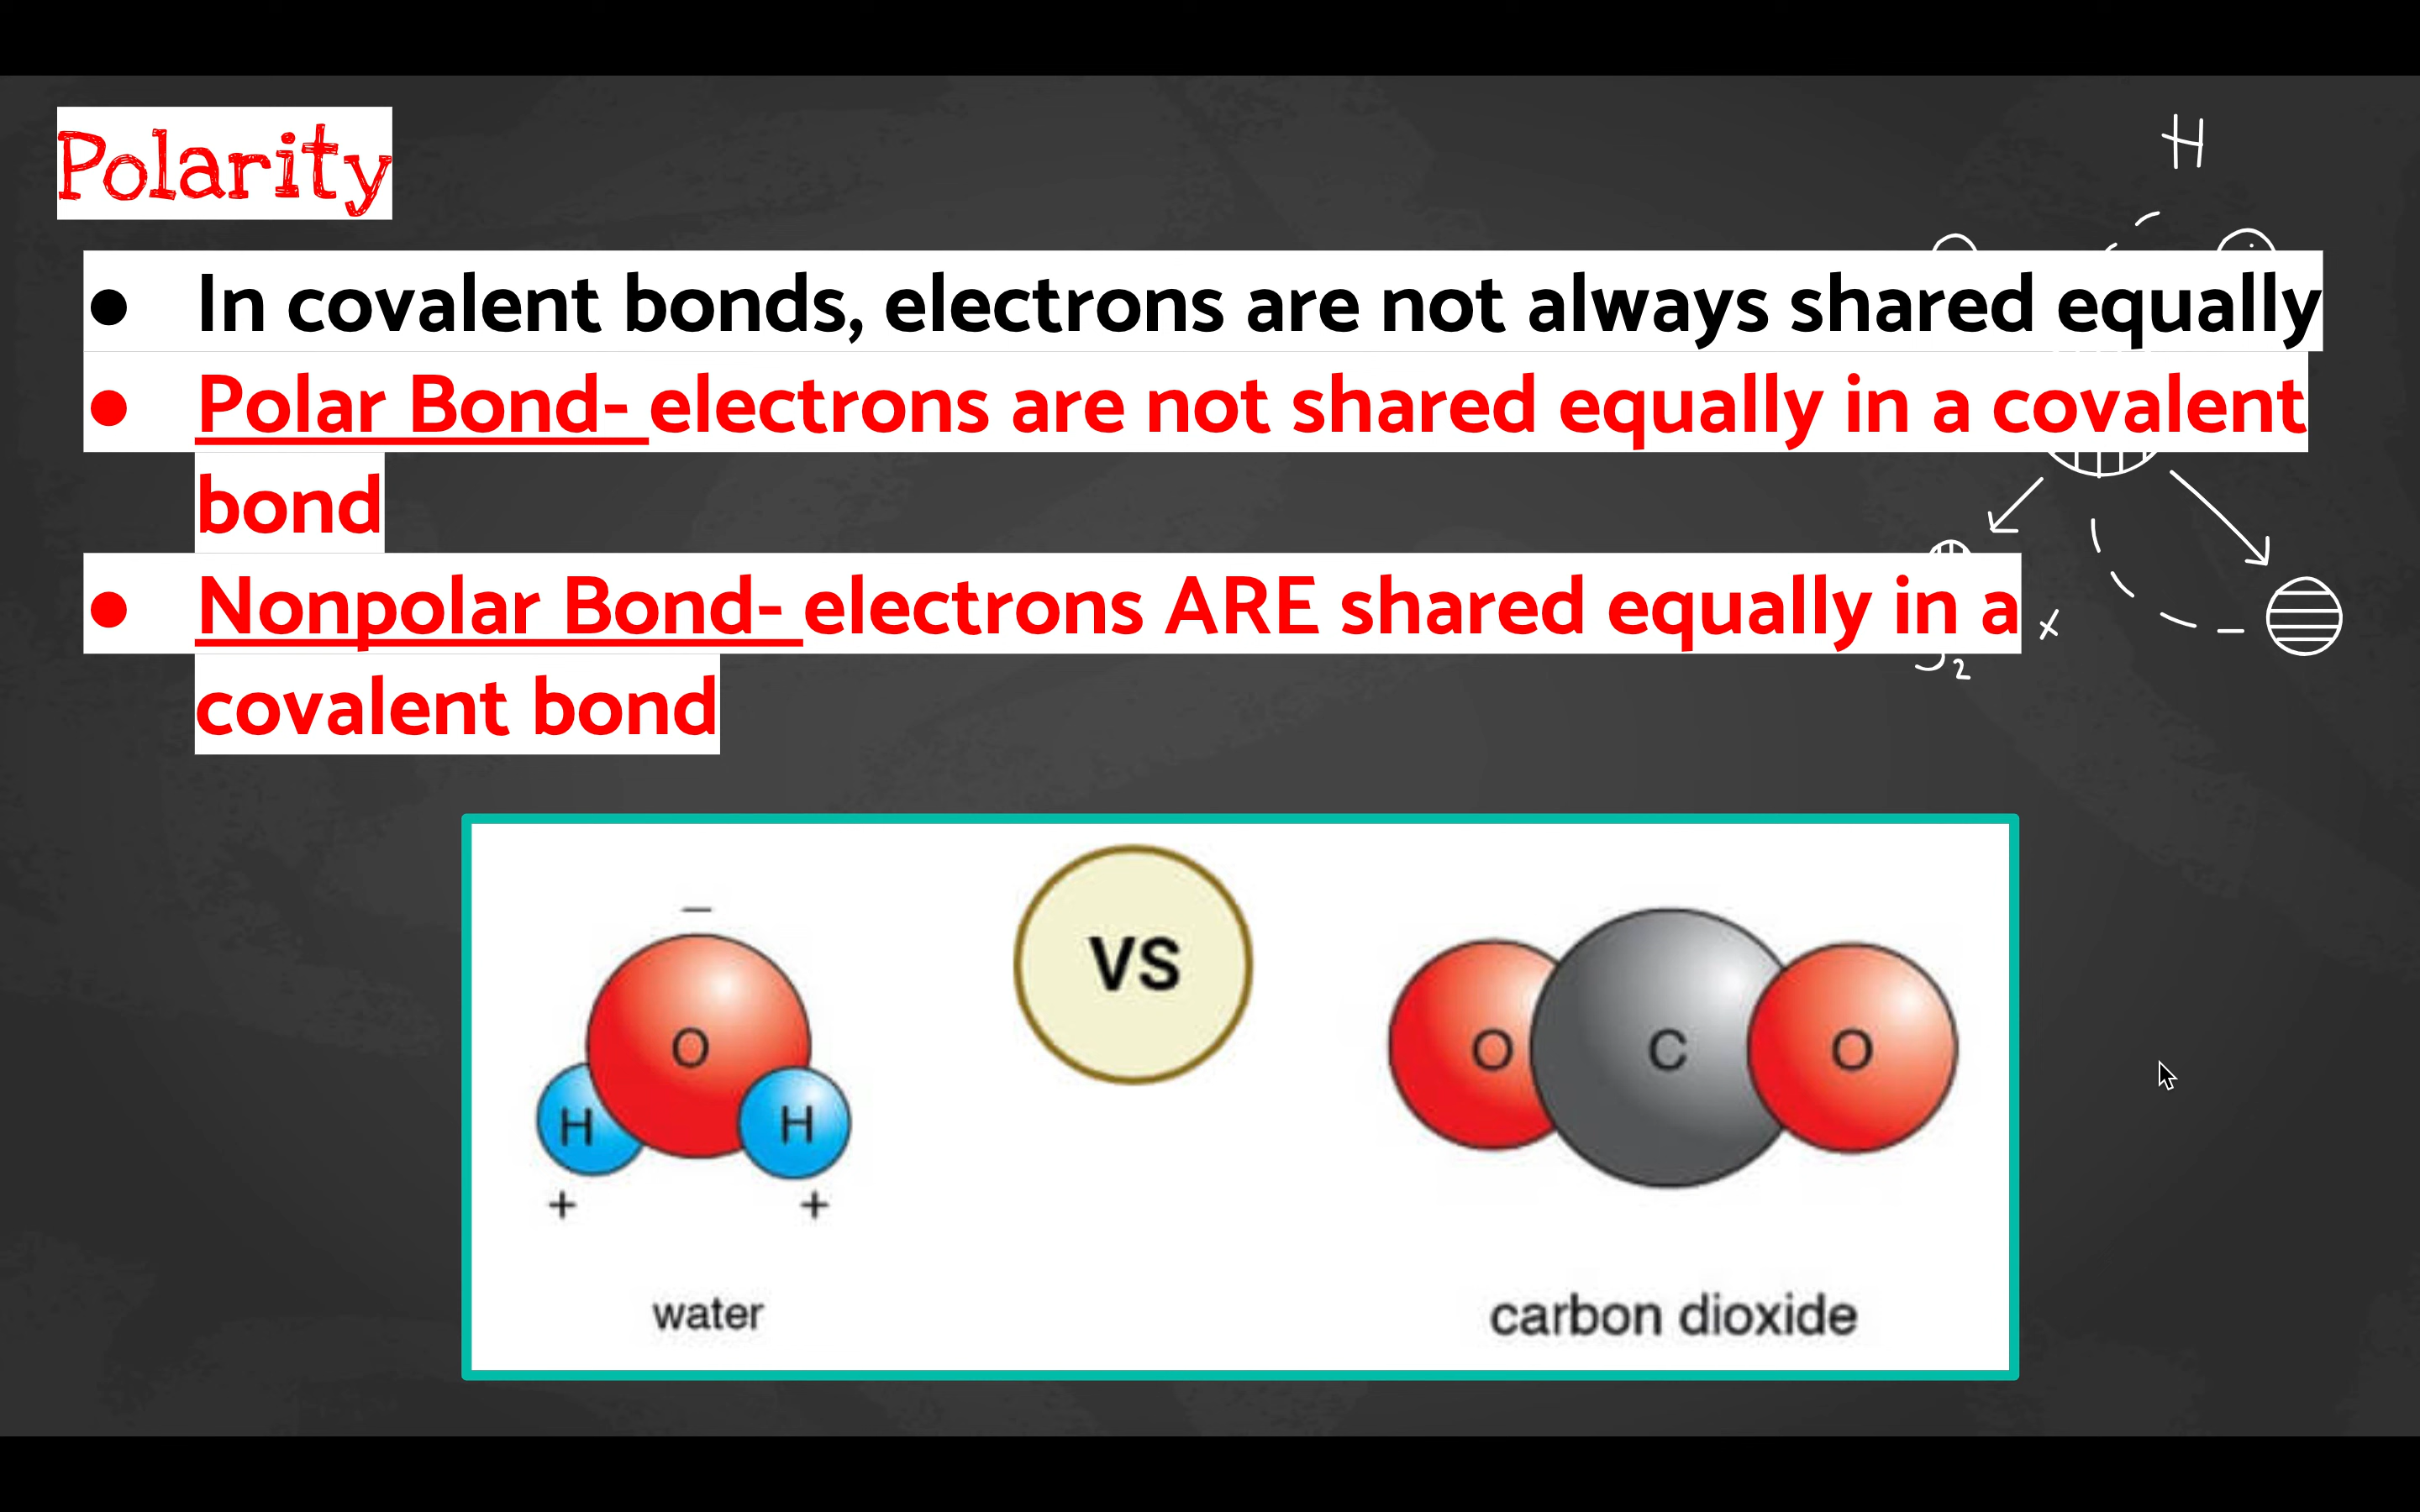 H
Polarity
● In covalent bonds, electrons are not always shared equally
● Polar Bond- electrons are not shared equally in a covalent
bond
● Nonpolar Bond- electrons ARE shared equally in a
covalent bond
x
2
VS
–
O
H
H
+
+
water
O
C
O
carbon dioxide